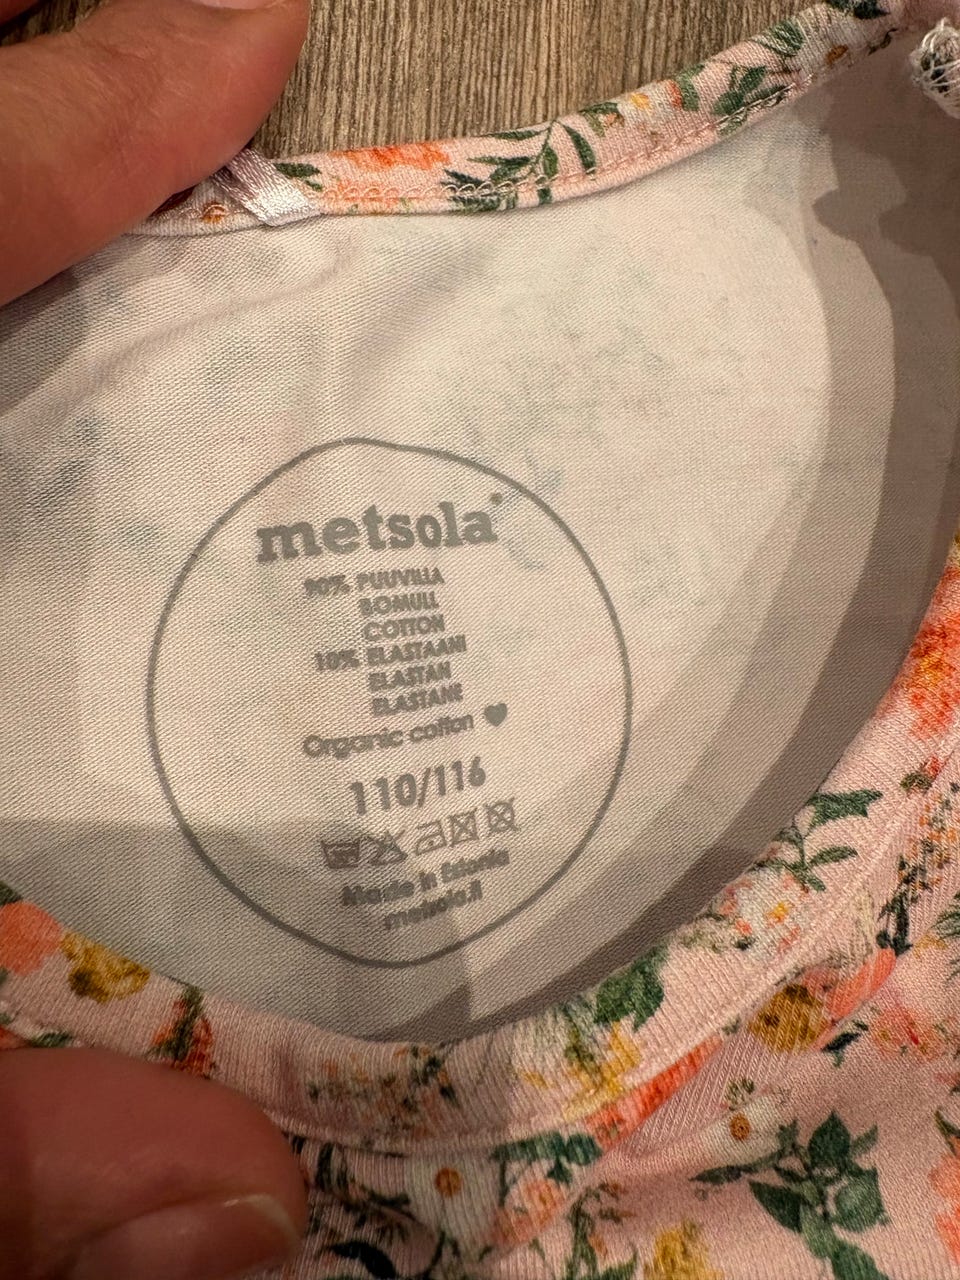 metsola
90% PUUVILLA
BOMULL
COTTON
10% ELASTAANI
ELASTAN
ELASTANE
Organic cotton ♥
110/116
Made in Estonia
metsola.fi